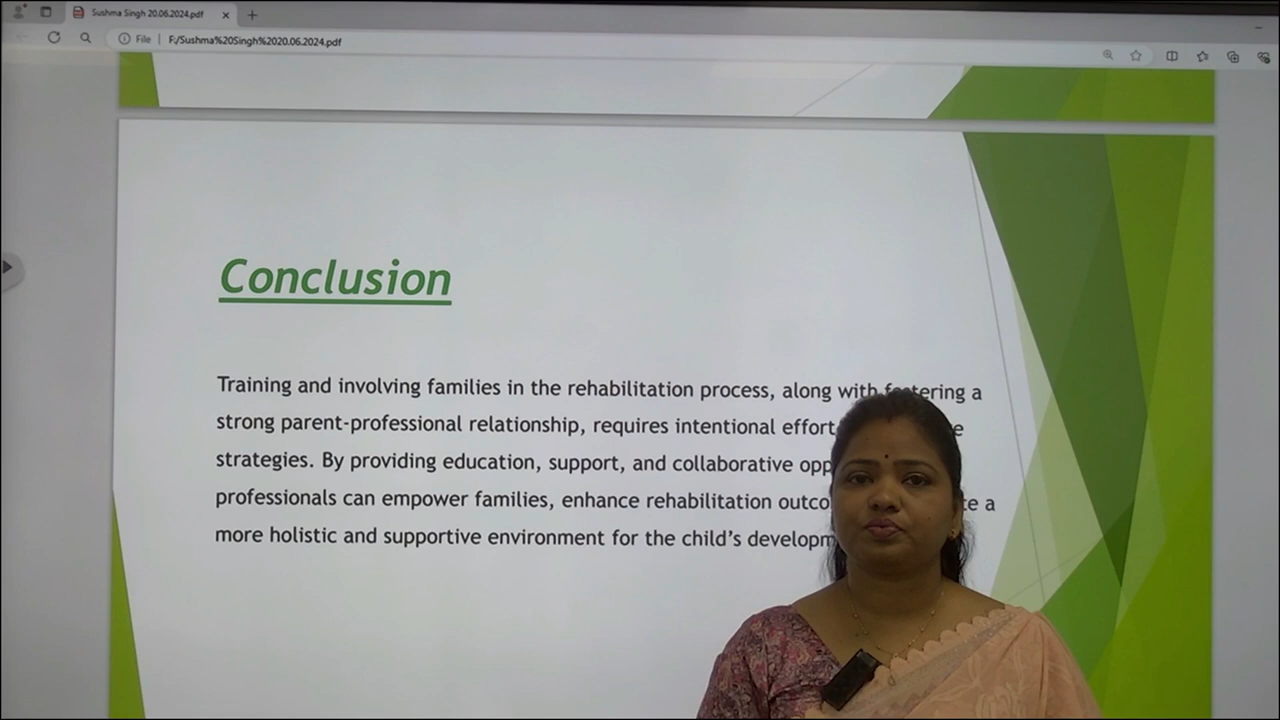 Sushma Singh 20.06.2024.pdf
File F:/Sushma%20Singh%2020.06.2024.pdf
Conclusion
Training and involving families in the rehabilitation process, along with fostering a
strong parent-professional relationship, requires intentional effort
strategies. By providing education, support, and collaborative
professionals can empower families, enhance rehabilitation a
more holistic and supportive environment for the child's